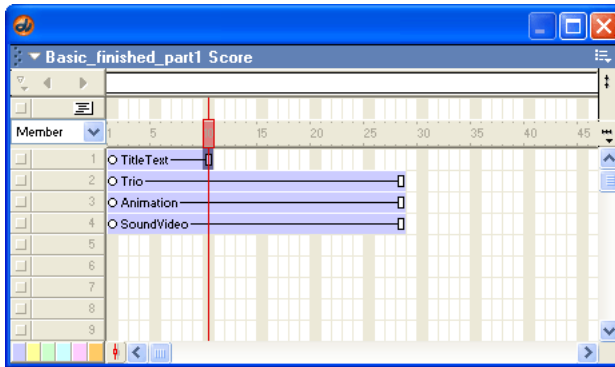 Basic_finished_part1 Score
Member
1 5 15 20 25 30 35 40 45
1 TitleText
2 Trio
3 Animation
4 SoundVideo
5
6
7
8
9